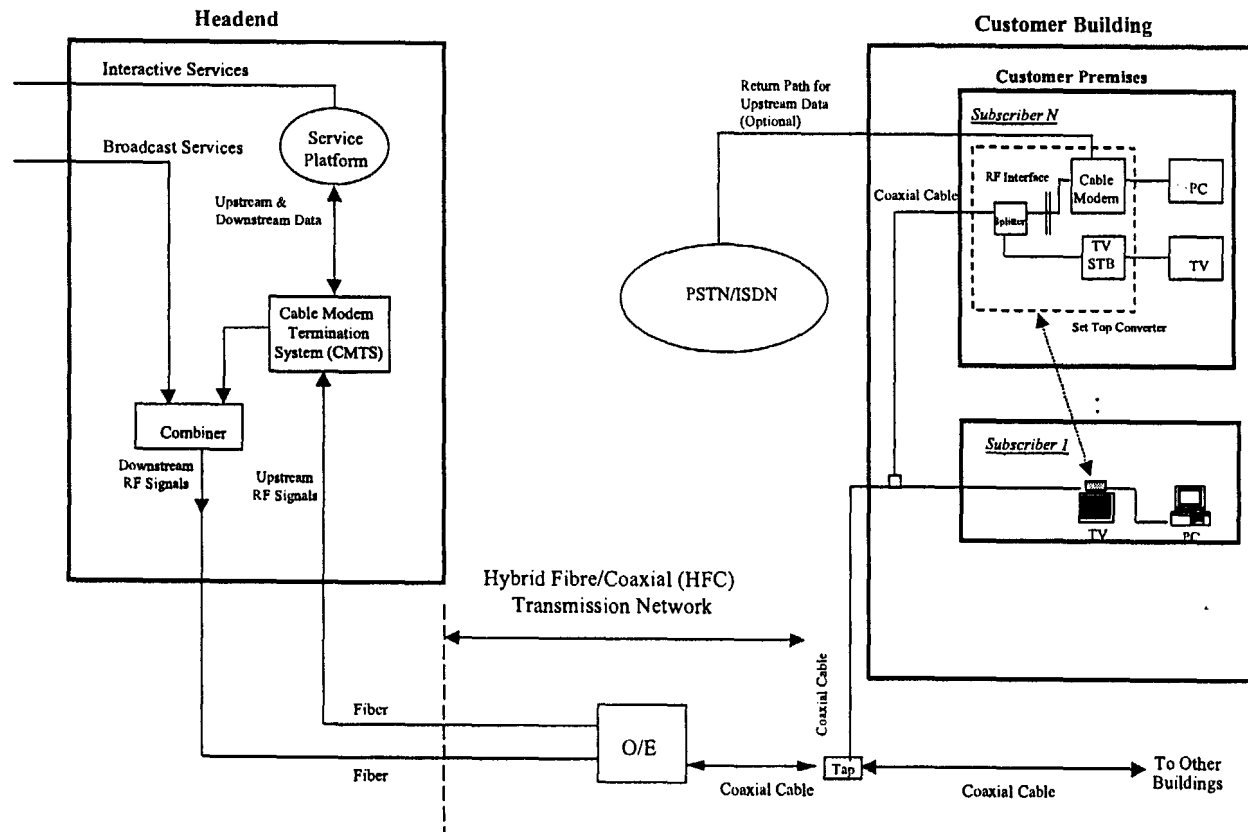 Headend
Interactive Services
Broadcast Services
Service
Platform
Upstream &
Downstream Data
Cable Modem
Termination
System (CMTS)
Combiner
Downstream
RF Signals
Upstream
RF Signals
Hybrid Fibre/Coaxial (HFC)
Transmission Network
Fiber
Fiber
O/E
Coaxial Cable
Tap
Coaxial Cable
Coaxial Cable
To Other
Buildings
PSTN/ISDN
Return Path for
Upstream Data
(Optional)
Coaxial Cable
Customer Building
Customer Premises
Subscriber N
RF Interface
Splitter
Cable
Modem
PC
TV
STB
TV
Set Top Converter
Subscriber 1
TV
PC